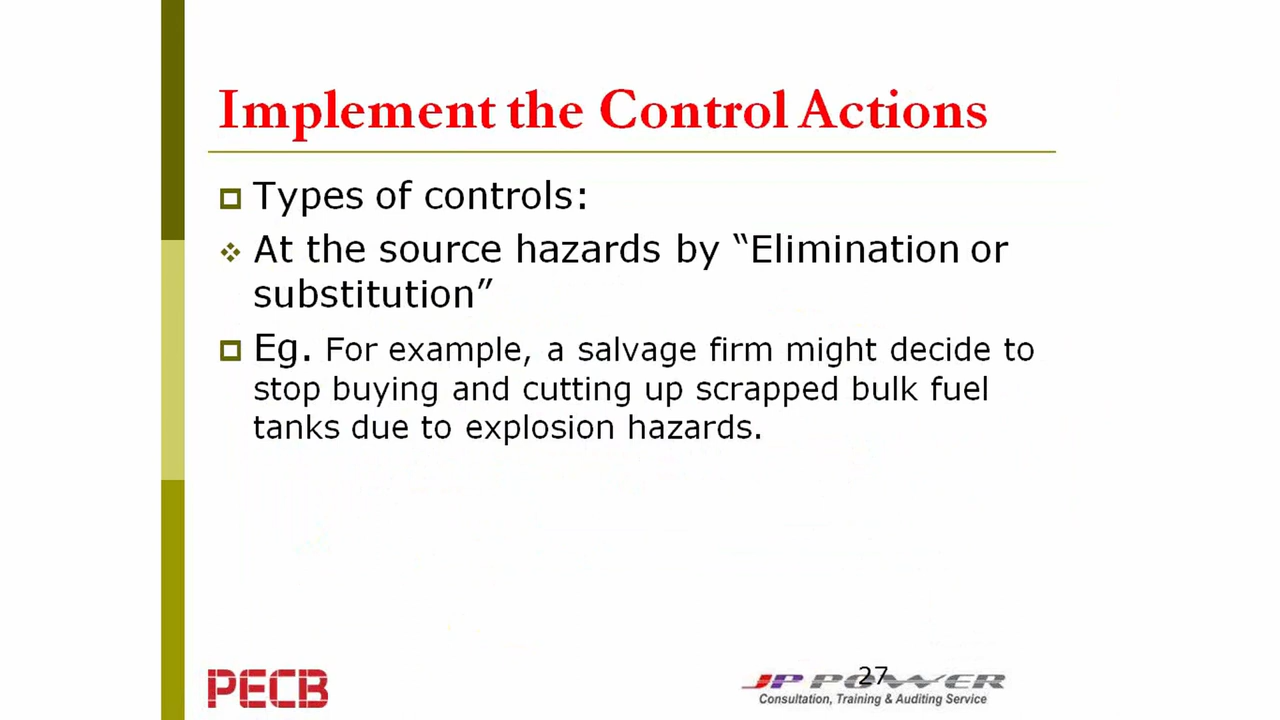 Implement the Control Actions
Types of controls:
At the source hazards by “Elimination or
substitution”
Eg. For example, a salvage firm might decide to
stop buying and cutting up scrapped bulk fuel
tanks due to explosion hazards.
PECB
JP POWER
27
Consultation, Training & Auditing Service